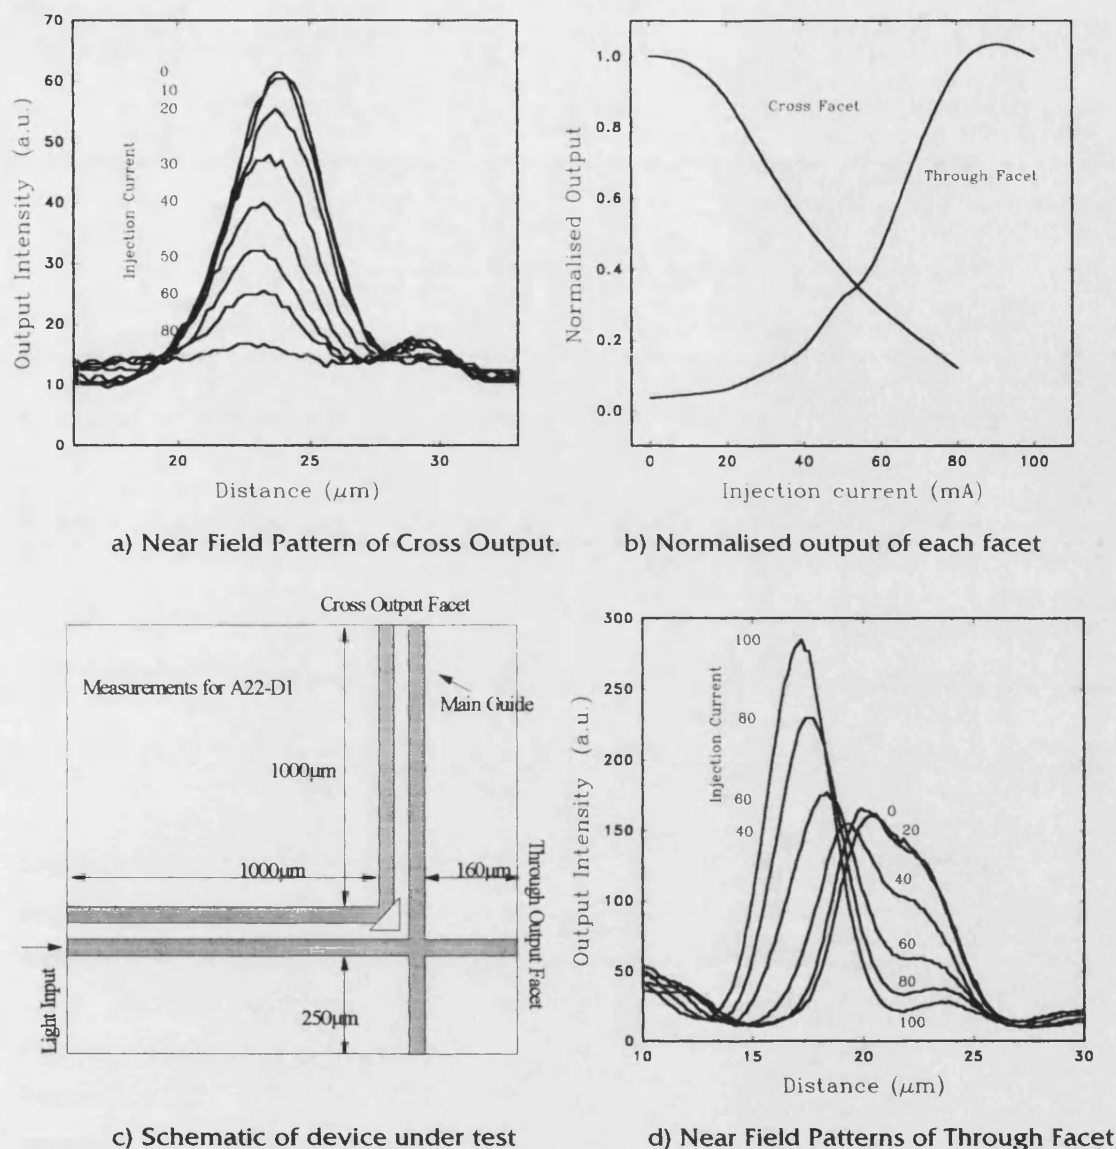 70
60
50
40
30
20
10
0
Output Intensity (a.u.)
Injection Current
0
10
20
30
40
50
60
80
20
25
30
Distance (μm)
a) Near Field Pattern of Cross Output.
1.0
0.8
0.6
0.4
0.2
0.0
Normalised Output
Cross Facet
Through Facet
0
20
40
60
80
100
Injection current (mA)
b) Normalised output of each facet
Cross Output Facet
Measurements for A22-D1
Main Guide
1000μm
1000μm
160μm
Through Output Facet
Light Input
250μm
c) Schematic of device under test
300
250
200
150
100
50
0
Output Intensity (a.u.)
Injection Current
100
80
60
40
0
20
40
60
80
100
10
15
20
25
30
Distance (μm)
d) Near Field Patterns of Through Facet